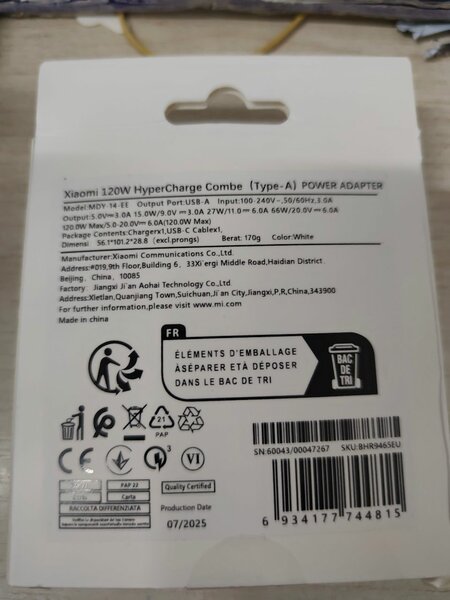 Xiaomi 120W HyperCharge Combe (Type-A) POWER ADAPTER
Model:MDY-14-EE Output Port:USB-A Input:100-240V~,50/60Hz,3.0A
Output:5.0V=3.0A 15.0W/9.0V=3.0A 27W/11.0=6.0A 66W/20.0V=6.0A
120.0W Max/5.0-20.0V=6.0A(120.0W Max)
Package Contents:Chargerx1,USB-C Cablex1,
Dimensi 56.1*101.2*28.8 (excl.prongs) Berat: 170g Color:White
Manufacturer:Xiaomi Communications Co.,Ltd.
Address:#019,9th Floor,Building 6, 33Xi'ergi Middle Road,Haidian District
Beijing, China, 10085
Factory: Jiangxi Ji'an Aohai Technology Co.,Ltd
Address:Xletlan,Quanjiang Town,Suichuan,Ji'an City,Jiangxi,P,R,China,343900
For further information,please visit www.mi.com
Made in china
FR
ÉLÉMENTS D'EMBALLAGE
ÀSÉPARER ETÀ DÉPOSER
DANS LE BAC DE TRI
BAC
DE
TRI
21
PAP
CE
3
VI
PAP 22
Carta
RACCOLTA DIFFERENZIATA
Quality Certified
Production Date
07/2025
SN:60043/00047267 SKU:BHR9465EU
6 934177 744815